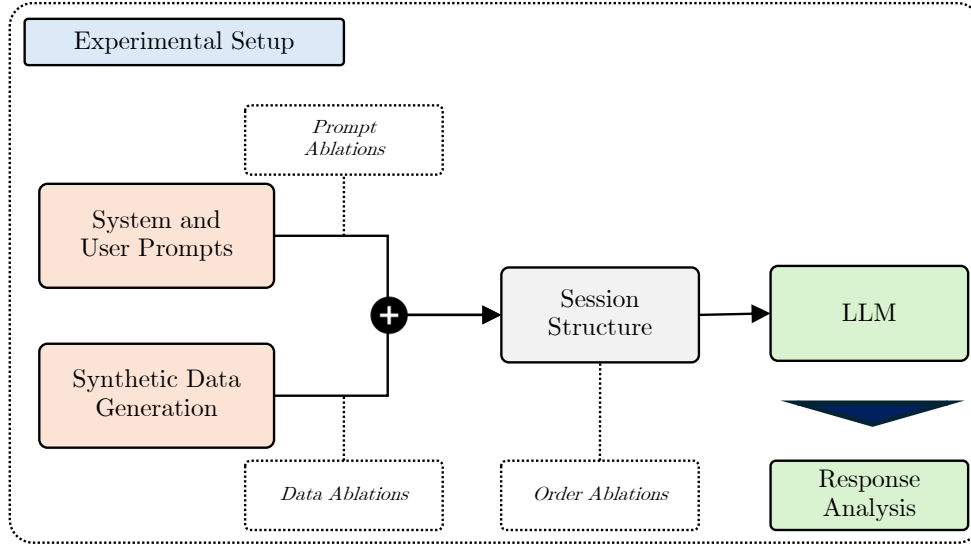 Experimental Setup
Prompt
Ablations
System and
User Prompts
Session
Structure
LLM
Synthetic Data
Generation
Data Ablations
Order Ablations
Response
Analysis